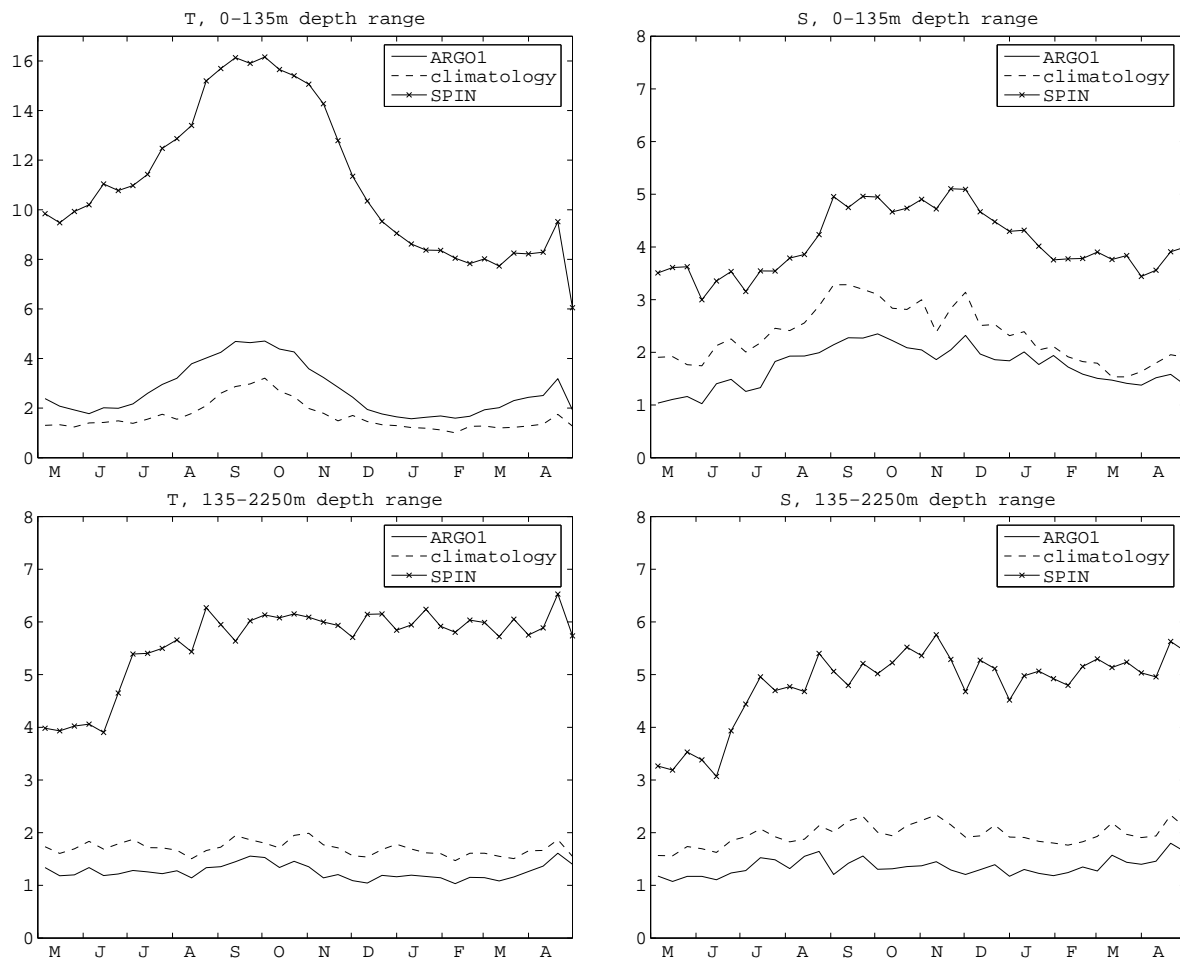 T, 0-135m depth range
16
14
12
10
8
6
4
2
0
ARGO1
climatology
SPIN
M J J A S O N D J F M A
S, 0-135m depth range
8
7
6
5
4
3
2
1
0
ARGO1
climatology
SPIN
M J J A S O N D J F M A
T, 135-2250m depth range
8
7
6
5
4
3
2
1
0
ARGO1
climatology
SPIN
M J J A S O N D J F M A
S, 135-2250m depth range
8
7
6
5
4
3
2
1
0
ARGO1
climatology
SPIN
M J J A S O N D J F M A